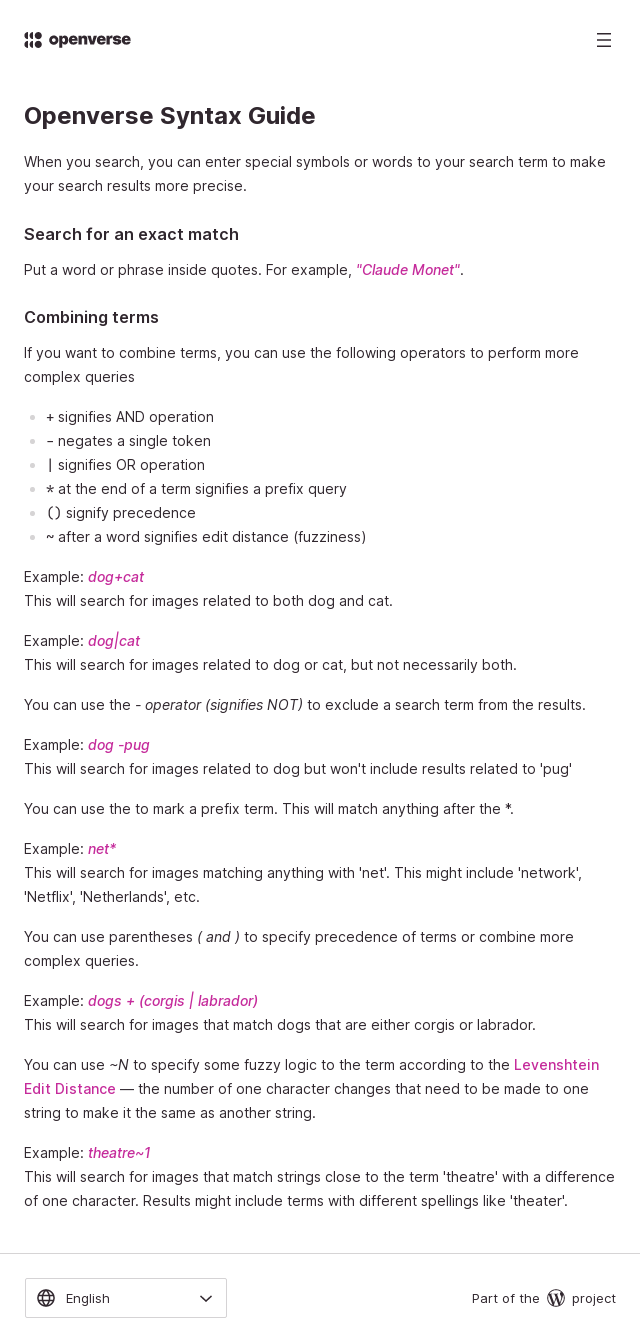 openverse
Openverse Syntax Guide
When you search, you can enter special symbols or words to your search term to make
your search results more precise.
Search for an exact match
Put a word or phrase inside quotes. For example, "Claude Monet".
Combining terms
If you want to combine terms, you can use the following operators to perform more
complex queries
+ signifies AND operation
- negates a single token
| signifies OR operation
* at the end of a term signifies a prefix query
() signify precedence
~ after a word signifies edit distance (fuzziness)
Example: dog+cat
This will search for images related to both dog and cat.
Example: dog|cat
This will search for images related to dog or cat, but not necessarily both.
You can use the - operator (signifies NOT) to exclude a search term from the results.
Example: dog -pug
This will search for images related to dog but won't include results related to 'pug'
You can use the to mark a prefix term. This will match anything after the *.
Example: net*
This will search for images matching anything with 'net'. This might include 'network',
'Netflix', 'Netherlands', etc.
You can use parentheses ( and ) to specify precedence of terms or combine more
complex queries.
Example: dogs + (corgis | labrador)
This will search for images that match dogs that are either corgis or labrador.
You can use ~N to specify some fuzzy logic to the term according to the Levenshtein
Edit Distance — the number of one character changes that need to be made to one
string to make it the same as another string.
Example: theatre~1
This will search for images that match strings close to the term 'theatre' with a difference
of one character. Results might include terms with different spellings like 'theater'.
English
Part of the project